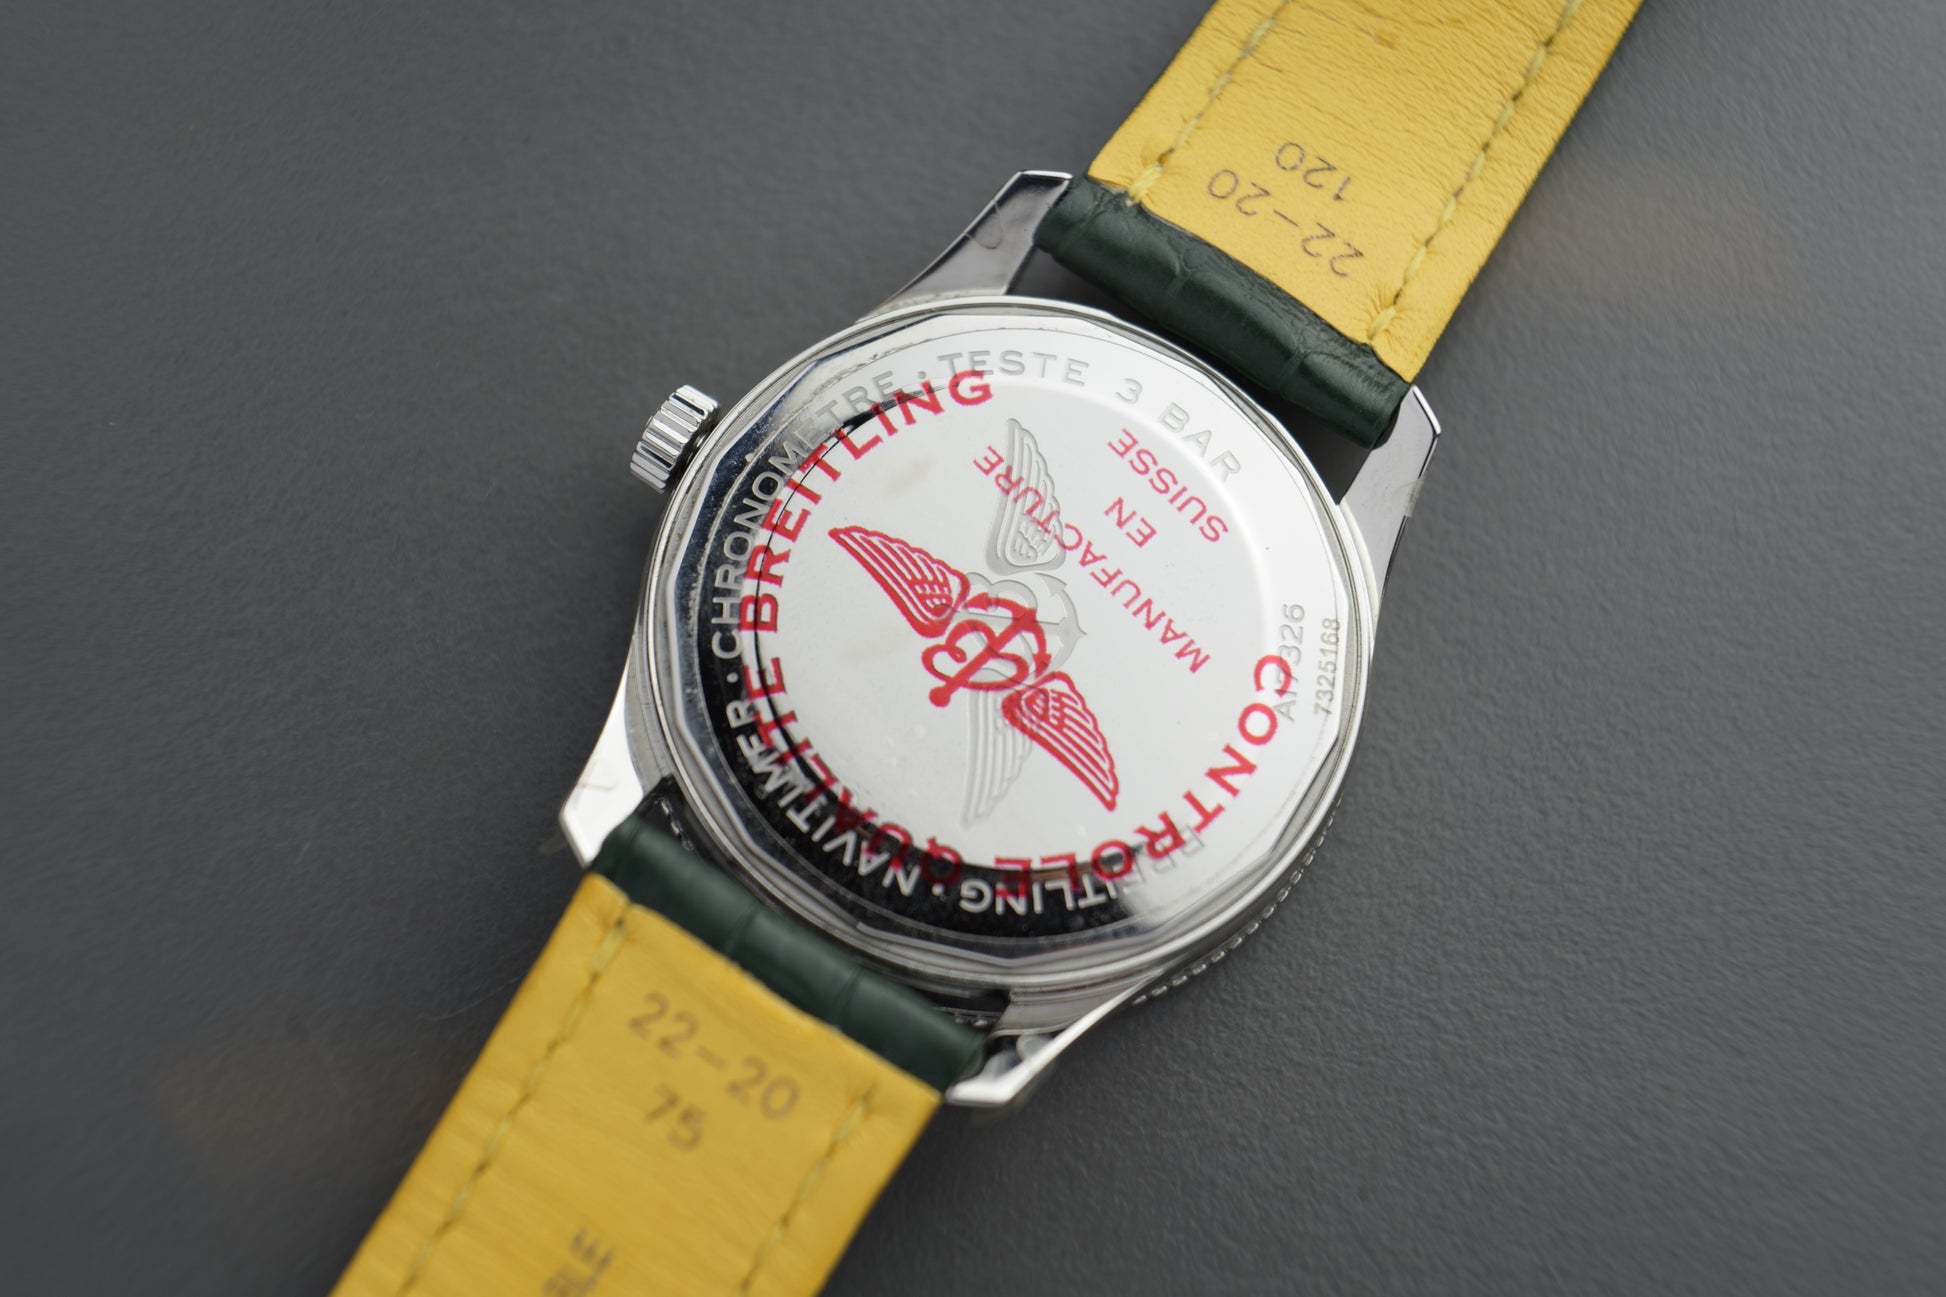 BREITLING · NAVITIMER · CHRONOMETRE · TESTE 3 BAR
A17326
7325168
CONTROLE QUALITE BREITLING
MANUFACTURE
EN
SUISSE
22-20
120
22-20
75